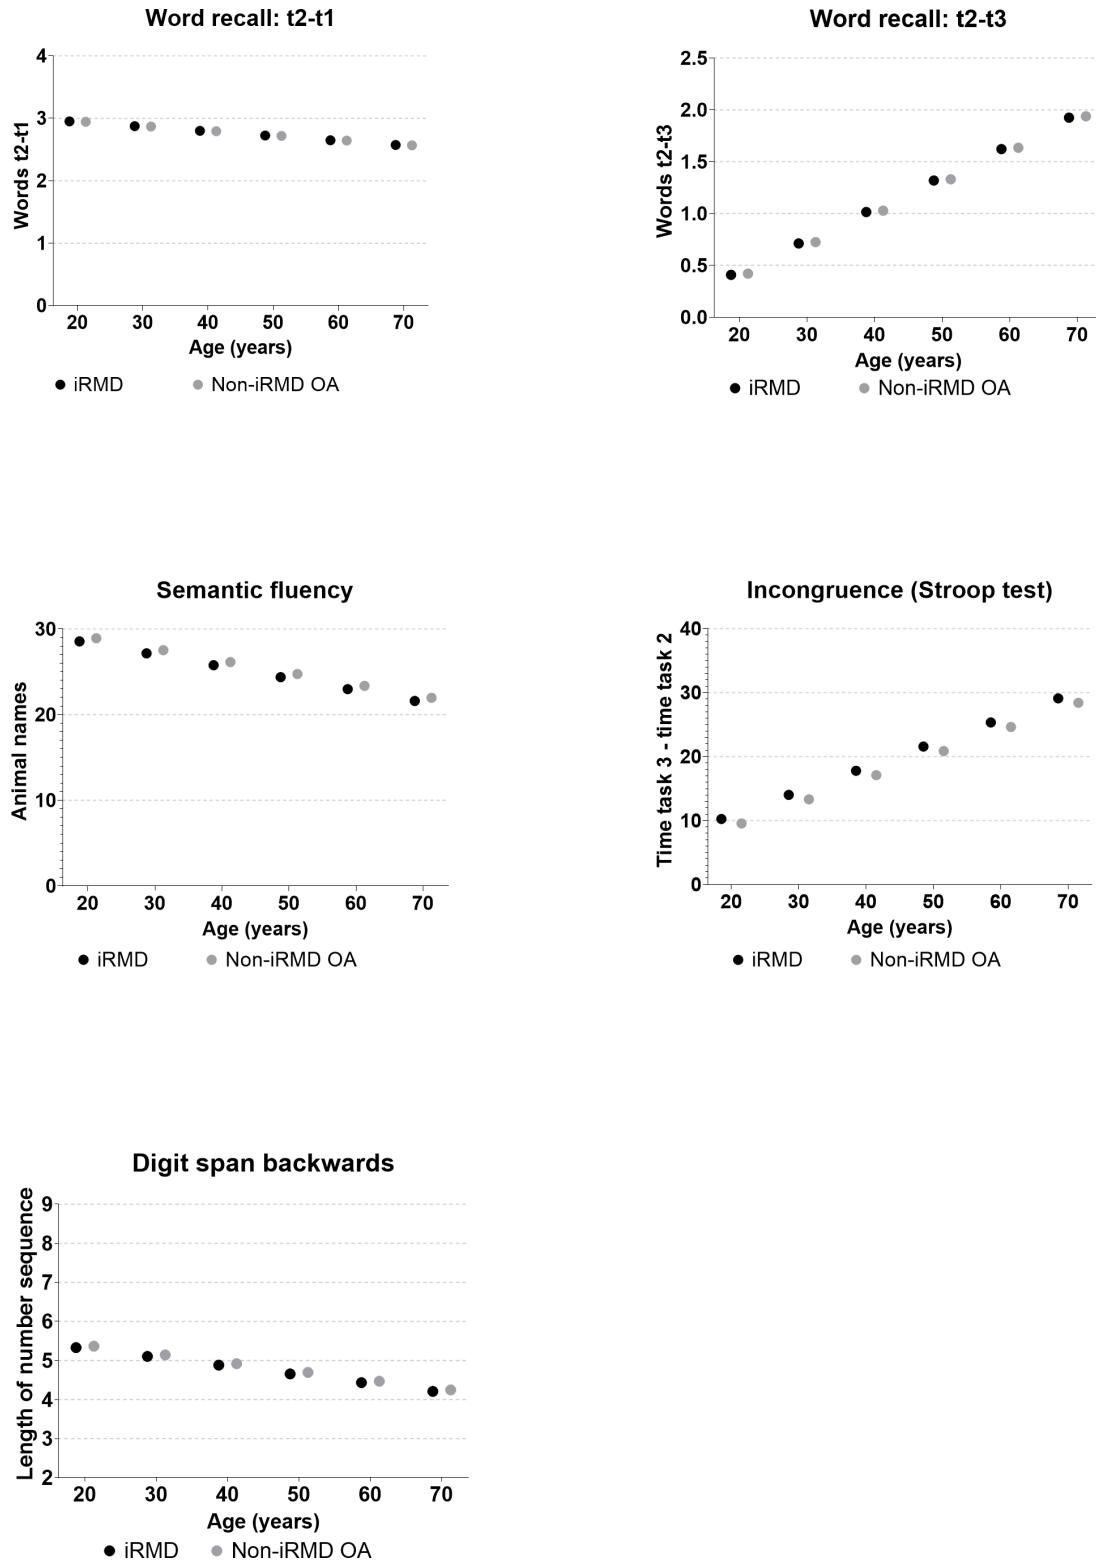 Word recall: t2-t1
Words t2-t1
4
3
2
1
0
20 30 40 50 60 70
Age (years)
iRMD Non-iRMD OA
Word recall: t2-t3
Words t2-t3
2.5
2.0
1.5
1.0
0.5
0.0
20 30 40 50 60 70
Age (years)
iRMD Non-iRMD OA
Semantic fluency
Animal names
30
20
10
0
20 30 40 50 60 70
Age (years)
iRMD Non-iRMD OA
Incongruence (Stroop test)
Time task 3 - time task 2
40
30
20
10
0
20 30 40 50 60 70
Age (years)
iRMD Non-iRMD OA
Digit span backwards
Length of number sequence
9
8
7
6
5
4
3
2
20 30 40 50 60 70
Age (years)
iRMD Non-iRMD OA